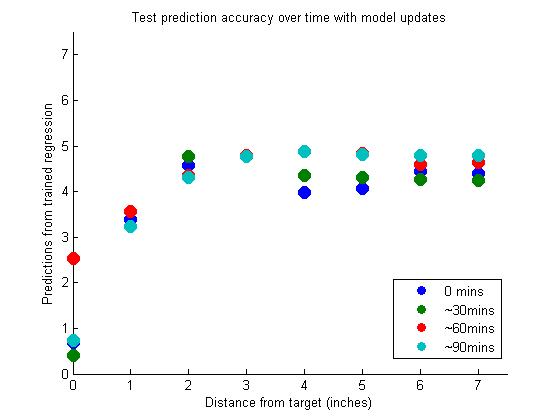 Test prediction accuracy over time with model updates
Predictions from trained regression
7
6
5
4
3
2
1
0
0 1 2 3 4 5 6 7
Distance from target (inches)
0 mins
~30mins
~60mins
~90mins